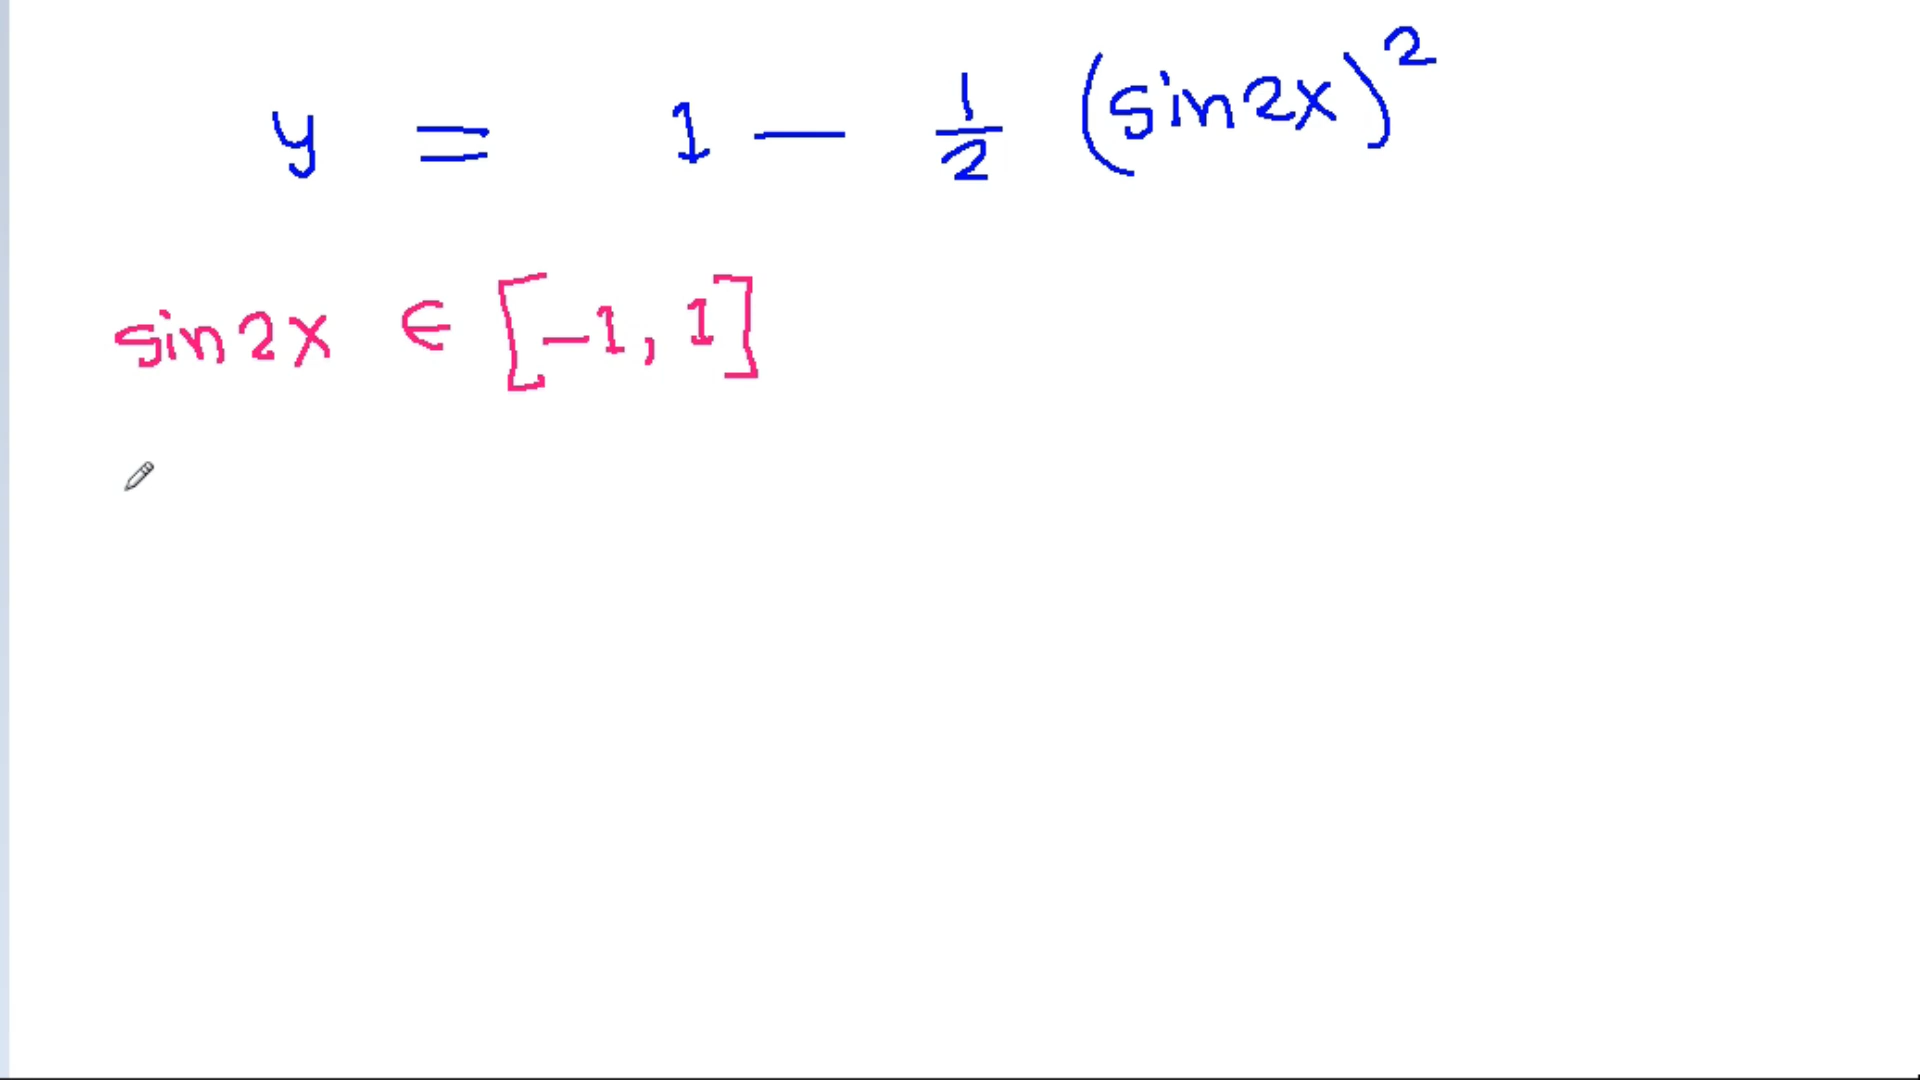 y = 1 — 1/2 (sin2x)²
sin2x ∈ [-1, 1]